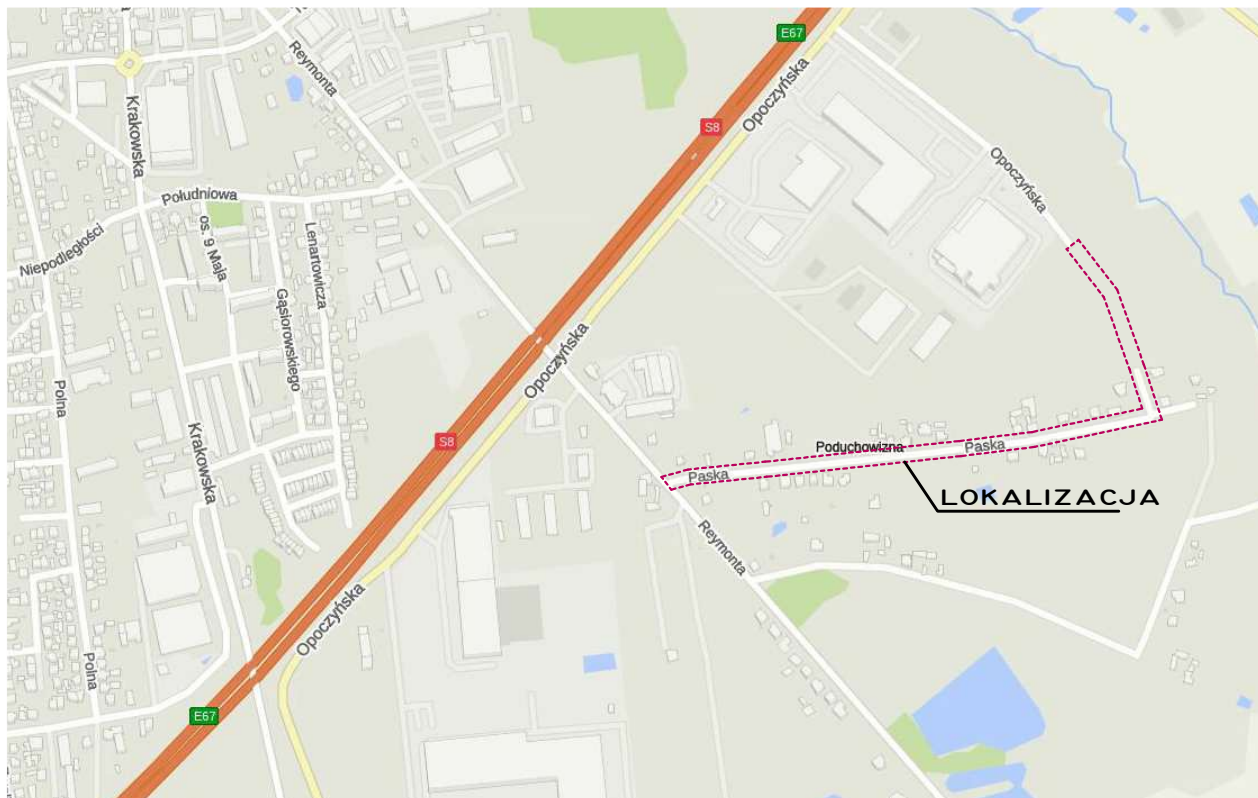 E67
Reymonta
Opoczyńska
Krakowska
S8
Opoczyńska
Południowa
os. 9 Maja
Lenartowicza
Niepodległości
Gąsiorowskiego
Opoczyńska
Polna
Krakowska
S8
Poduchowizna
Paska
Paska
LOKALIZACJA
Reymonta
Opoczyńska
Polna
E67